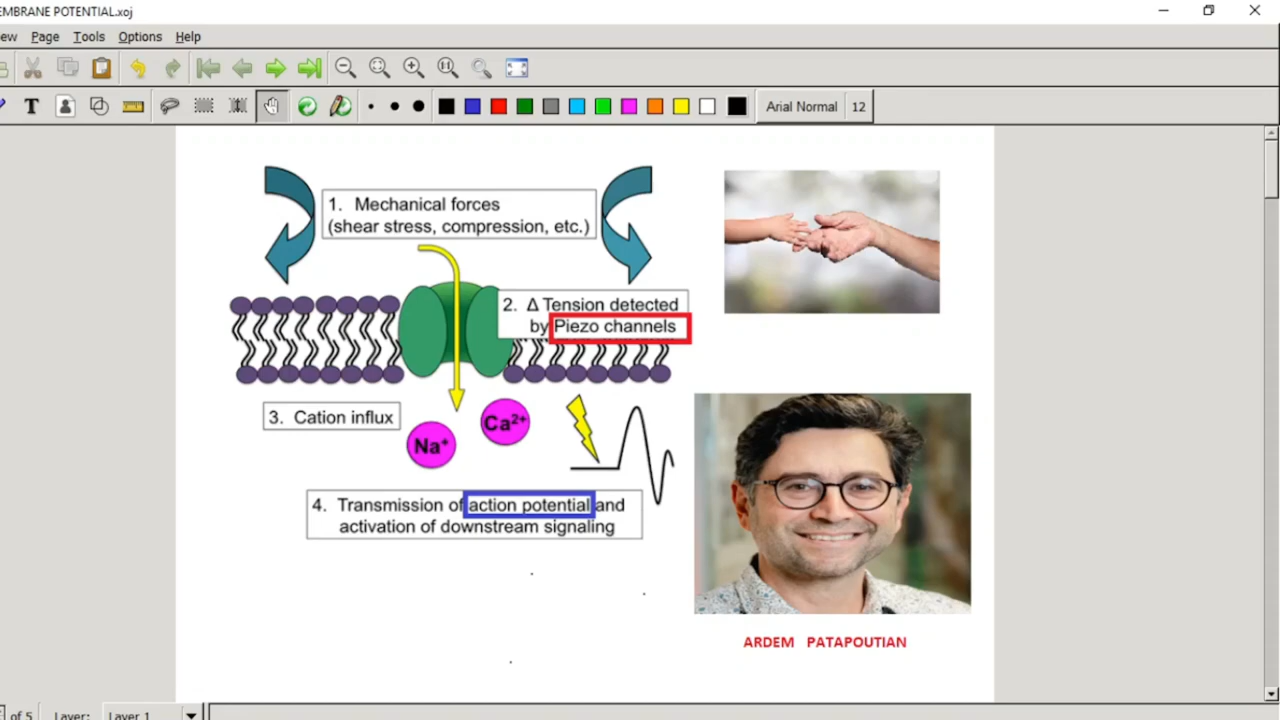 EMBRANE POTENTIAL.xoj
ew Page Tools Options Help
T
Arial Normal 12
1. Mechanical forces
(shear stress, compression, etc.)
2. Δ Tension detected
by Piezo channels
3. Cation influx
Na⁺
Ca²⁺
4. Transmission of action potential and
activation of downstream signaling
ARDEM PATAPOUTIAN
of 5 Layer: Layer 1